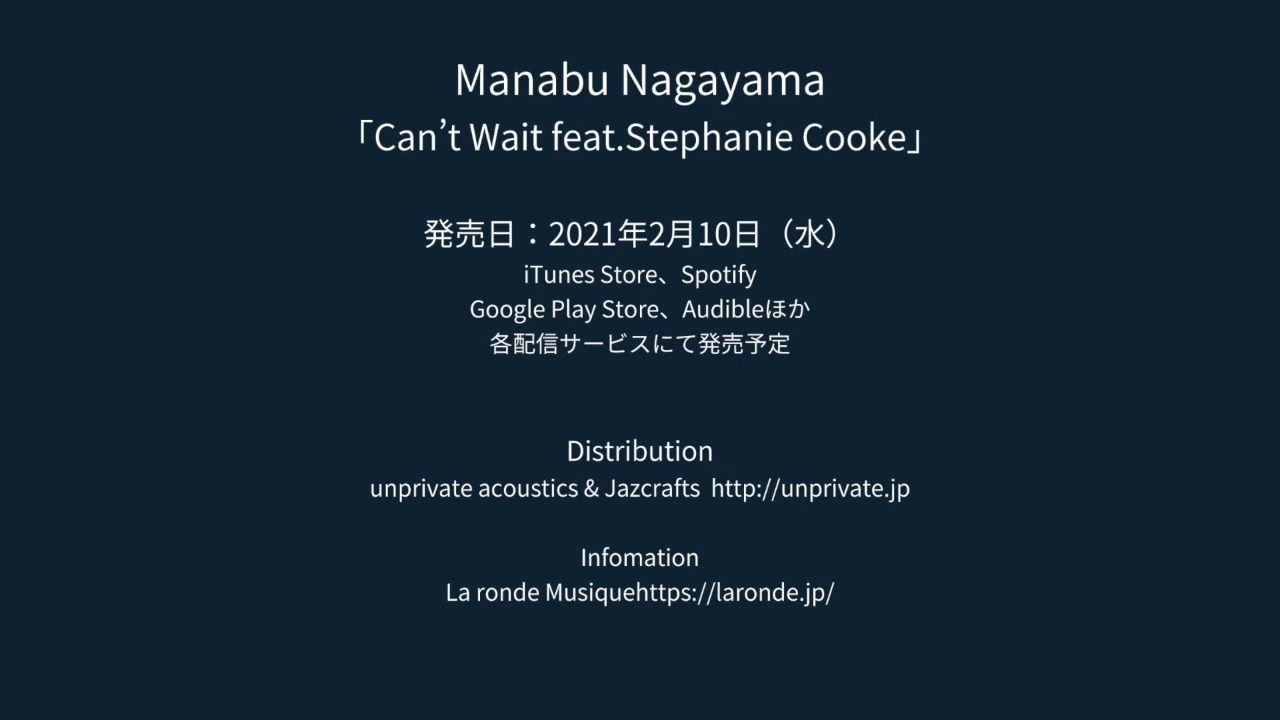 Manabu Nagayama
「Can’t Wait feat.Stephanie Cooke」
発売日：2021年2月10日（水）
iTunes Store、Spotify
Google Play Store、Audibleほか
各配信サービスにて発売予定
Distribution
unprivate acoustics & Jazcrafts  http://unprivate.jp
Infomation
La ronde Musiquehttps://laronde.jp/